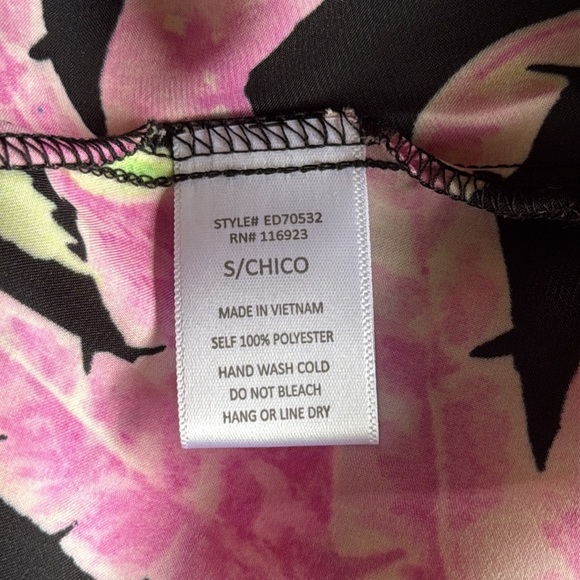 STYLE# ED70532
RN# 116923
S/CHICO
MADE IN VIETNAM
SELF 100% POLYESTER
HAND WASH COLD
DO NOT BLEACH
HANG OR LINE DRY